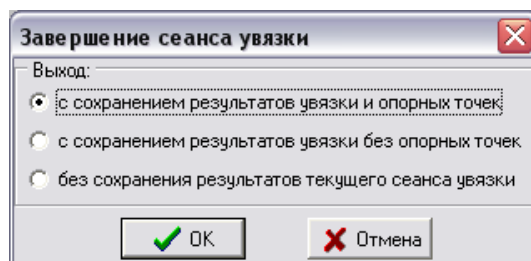 Завершение сеанса увязки
Выход:
с сохранением результатов увязки и опорных точек
с сохранением результатов увязки без опорных точек
без сохранения результатов текущего сеанса увязки
OK
Отмена